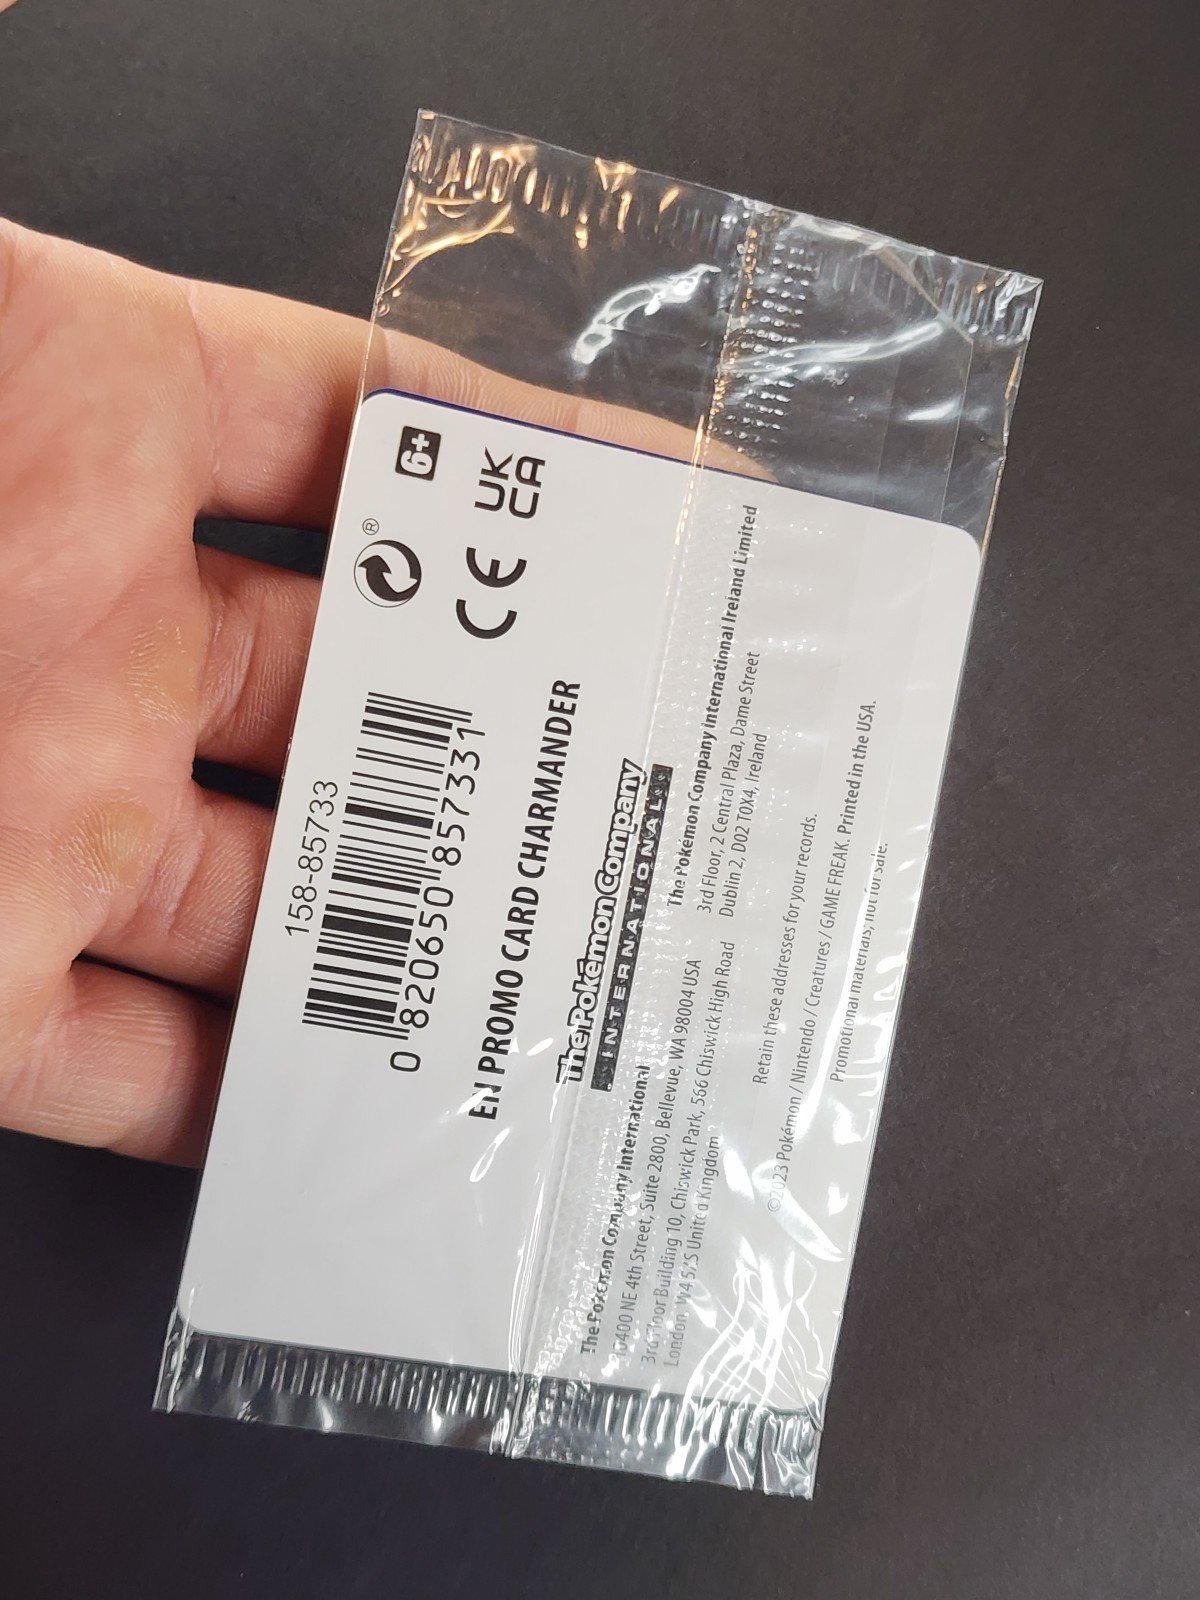 158-85733
0 820650 857331
6+
®
CE
UK
CA
EN PROMO CARD CHARMANDER
The Pokémon Company
INTERNATIONAL
The Pokémon Company International
10400 NE 4th Street, Suite 2800, Bellevue, WA 98004 USA
3rd Floor Building 10, Chiswick Park, 566 Chiswick High Road
London, W4 5XS United Kingdom
The Pokémon Company International Ireland Limited
3rd Floor, 2 Central Plaza, Dame Street
Dublin 2, D02 T0X4, Ireland
Retain these addresses for your records.
©2023 Pokémon / Nintendo / Creatures / GAME FREAK. Printed in the USA.
Promotional materials, not for sale.